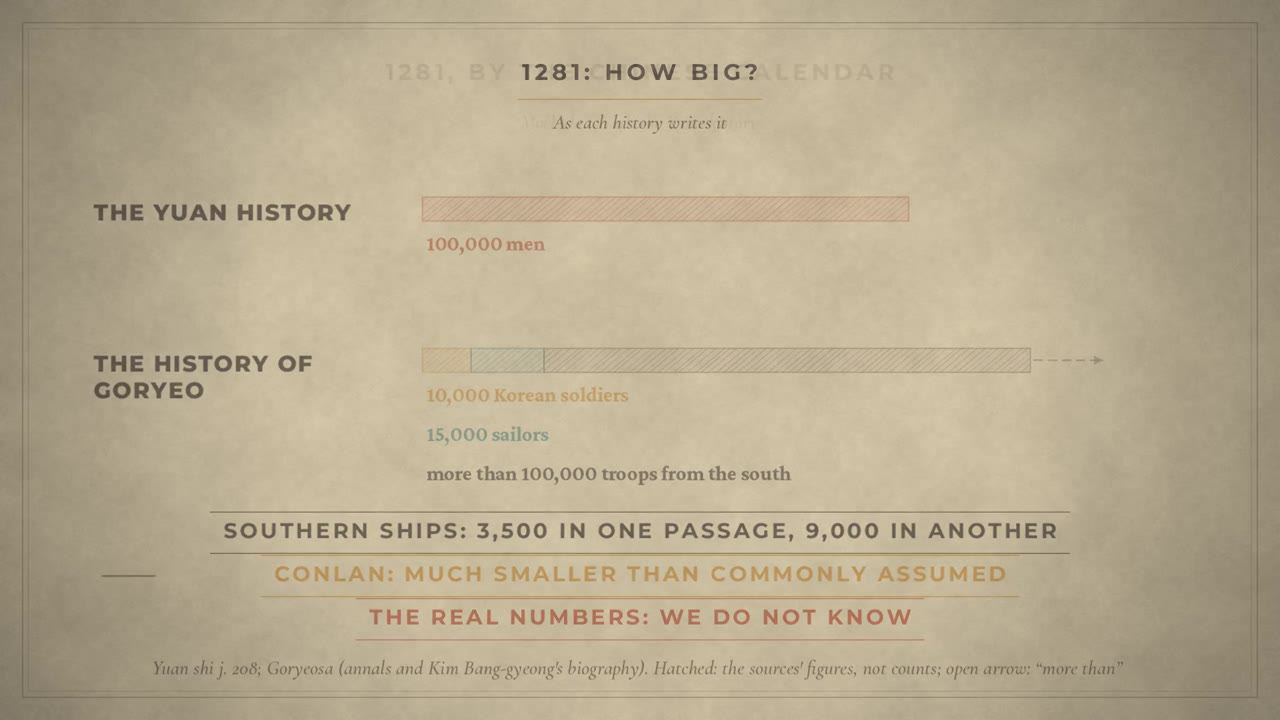 1281: HOW BIG?
1281, BY CALENDAR
As each history writes it
THE YUAN HISTORY
100,000 men
THE HISTORY OF
GORYEO
10,000 Korean soldiers
15,000 sailors
more than 100,000 troops from the south
SOUTHERN SHIPS: 3,500 IN ONE PASSAGE, 9,000 IN ANOTHER
CONLAN: MUCH SMALLER THAN COMMONLY ASSUMED
THE REAL NUMBERS: WE DO NOT KNOW
Yuan shi j. 208; Goryeosa (annals and Kim Bang-gyeong's biography). Hatched: the sources' figures, not counts; open arrow: “more than”